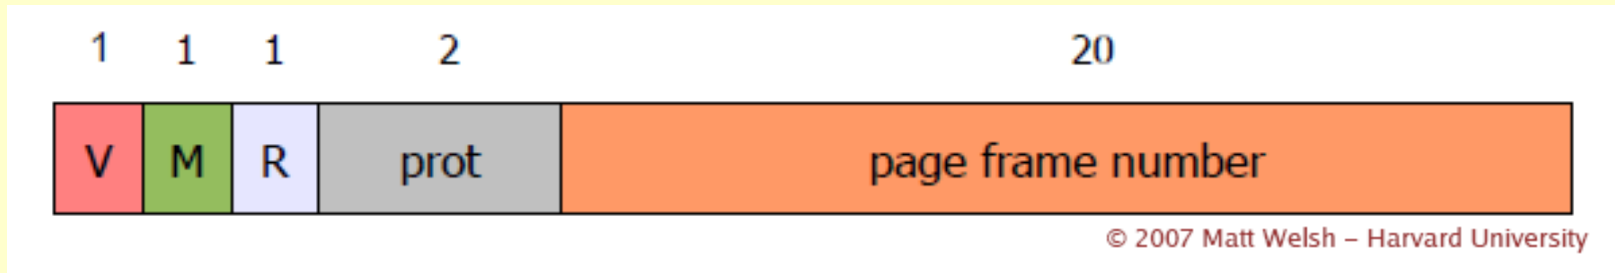 1 1 1 2 20
V M R prot page frame number
© 2007 Matt Welsh – Harvard University